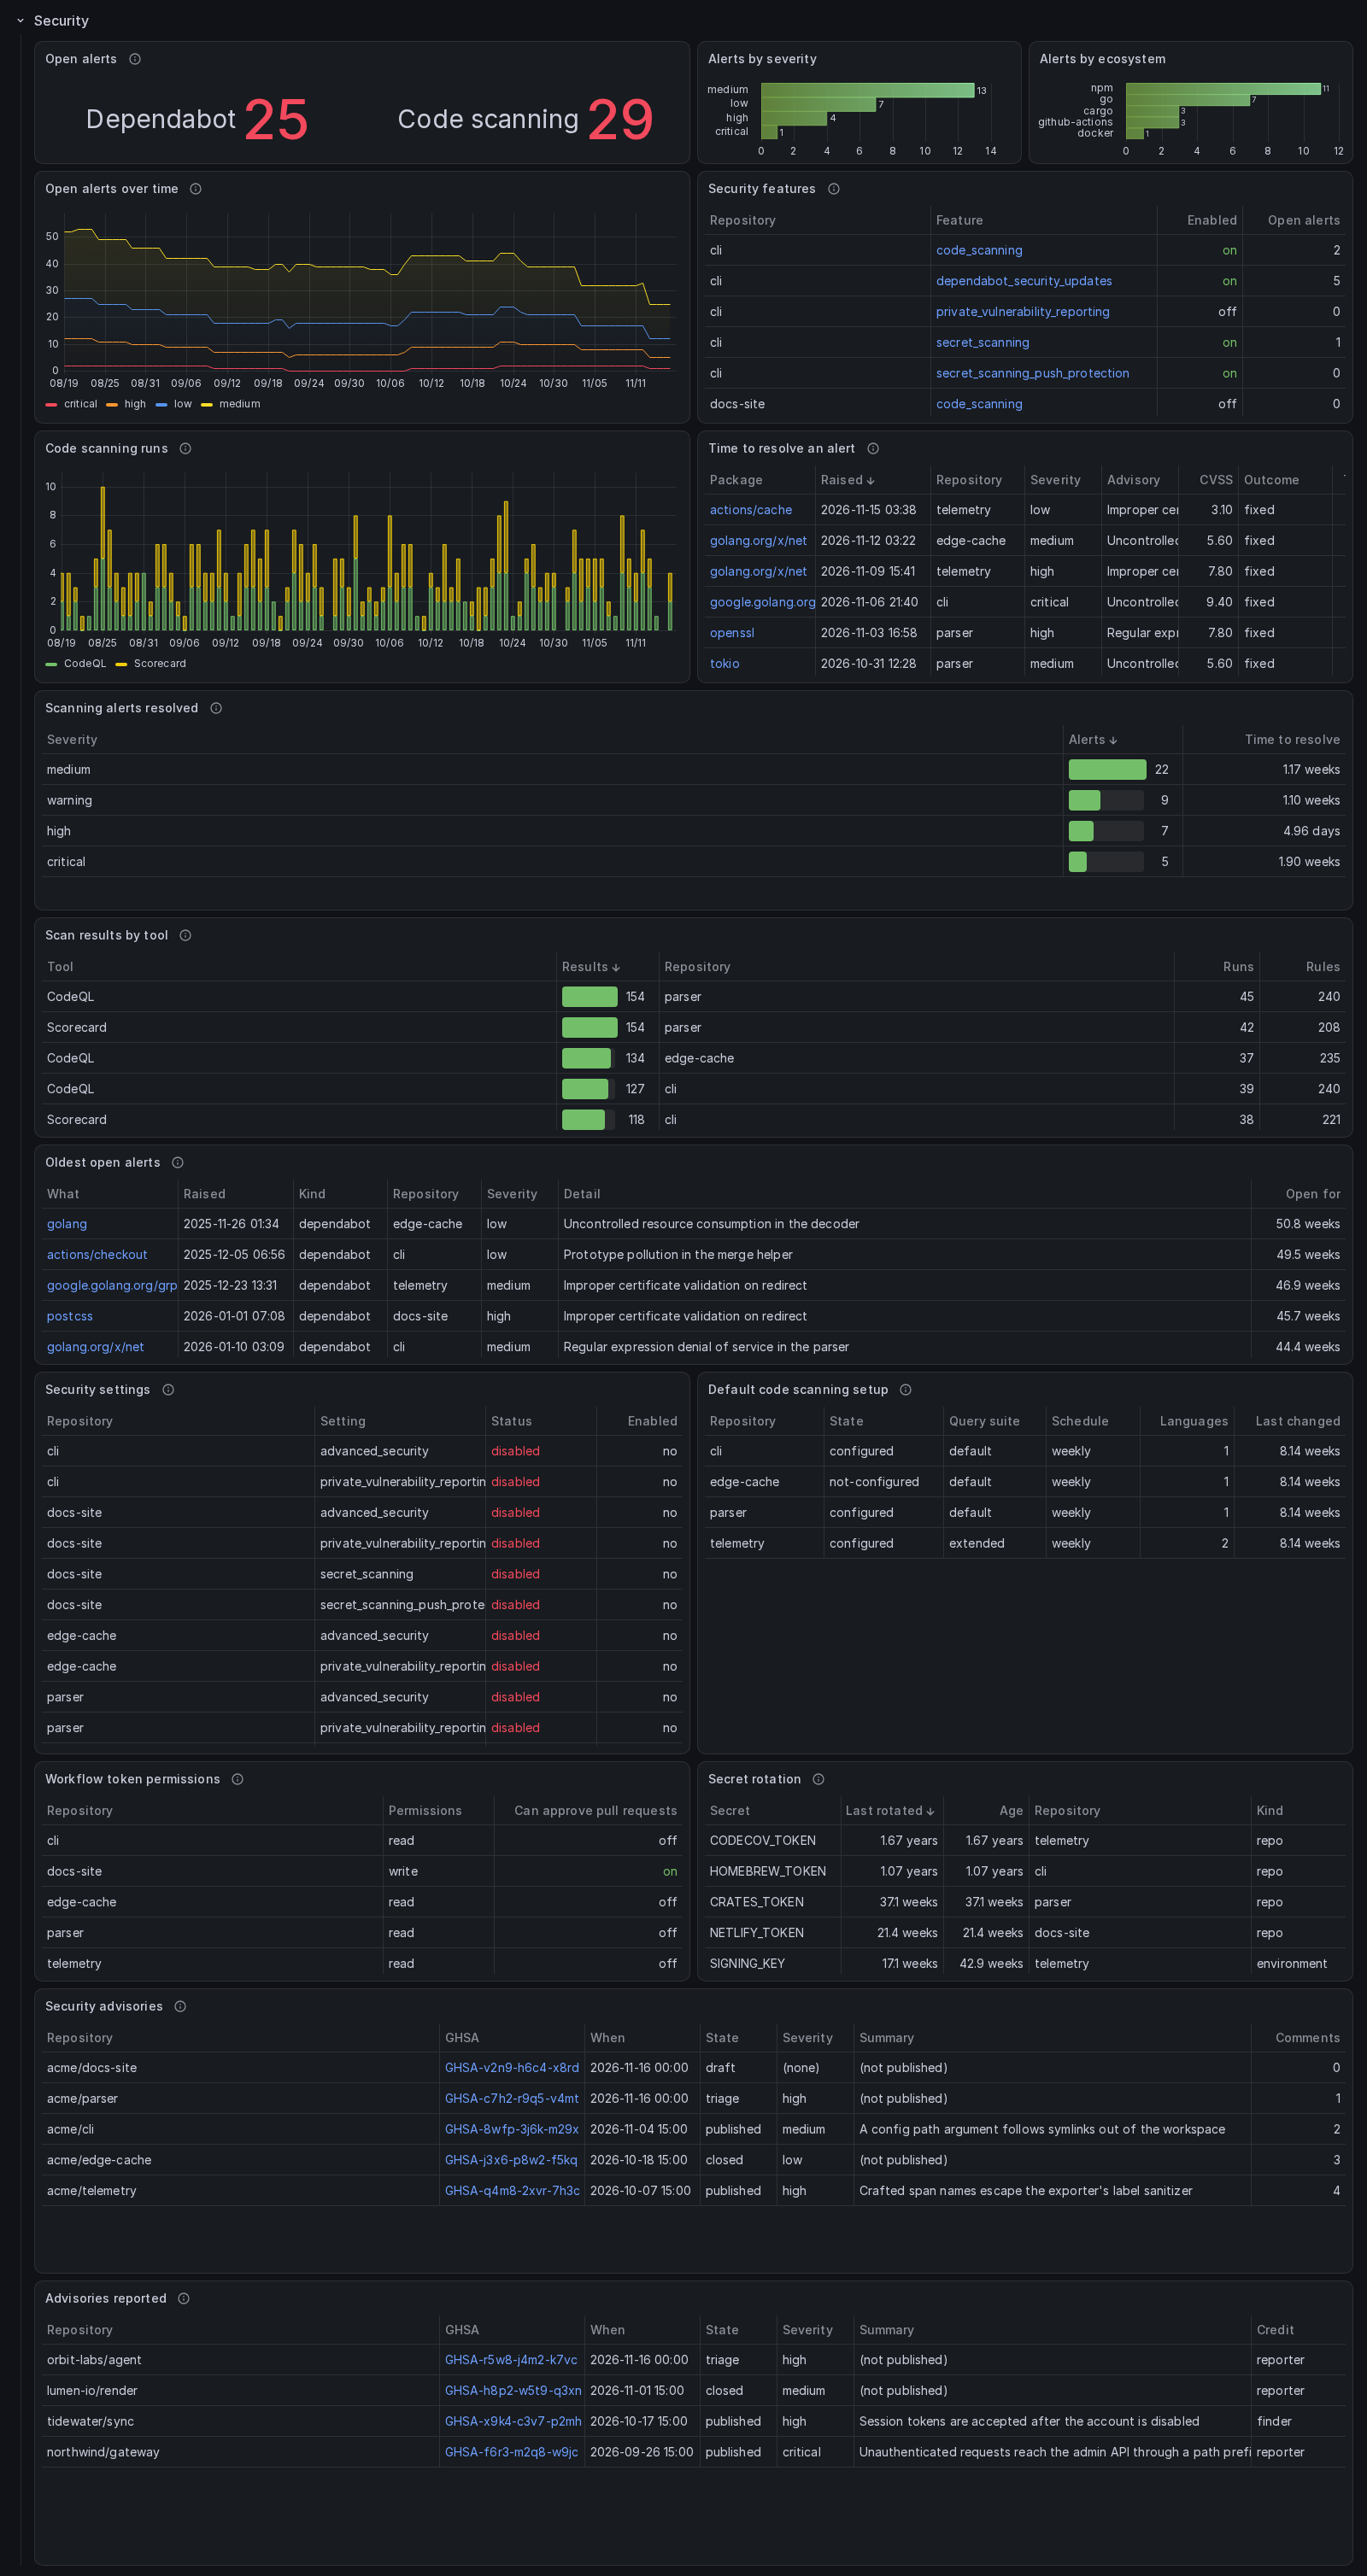 Security
Open alerts
Dependabot 25 Code scanning 29
Alerts by severity
medium 13
low 7
high 4
critical 1
0 2 4 6 8 10 12 14
Alerts by ecosystem
npm 11
go 7
cargo 3
github-actions 3
docker 1
0 2 4 6 8 10 12
Open alerts over time
50
40
30
20
10
0
08/19 08/25 08/31 09/06 09/12 09/18 09/24 09/30 10/06 10/12 10/18 10/24 10/30 11/05 11/11
critical high low medium
Security features
Repository Feature Enabled Open alerts
cli code_scanning on 2
cli dependabot_security_updates on 5
cli private_vulnerability_reporting off 0
cli secret_scanning on 1
cli secret_scanning_push_protection on 0
docs-site code_scanning off 0
Code scanning runs
10
8
6
4
2
0
08/19 08/25 08/31 09/06 09/12 09/18 09/24 09/30 10/06 10/12 10/18 10/24 10/30 11/05 11/11
CodeQL Scorecard
Time to resolve an alert
Package Raised Repository Severity Advisory CVSS Outcome
actions/cache 2026-11-15 03:38 telemetry low Improper cer 3.10 fixed
golang.org/x/net 2026-11-12 03:22 edge-cache medium Uncontrolled 5.60 fixed
golang.org/x/net 2026-11-09 15:41 telemetry high Improper cer 7.80 fixed
google.golang.org 2026-11-06 21:40 cli critical Uncontrolled 9.40 fixed
openssl 2026-11-03 16:58 parser high Regular expr 7.80 fixed
tokio 2026-10-31 12:28 parser medium Uncontrolled 5.60 fixed
Scanning alerts resolved
Severity Alerts Time to resolve
medium 22 1.17 weeks
warning 9 1.10 weeks
high 7 4.96 days
critical 5 1.90 weeks
Scan results by tool
Tool Results Repository Runs Rules
CodeQL 154 parser 45 240
Scorecard 154 parser 42 208
CodeQL 134 edge-cache 37 235
CodeQL 127 cli 39 240
Scorecard 118 cli 38 221
Oldest open alerts
What Raised Kind Repository Severity Detail Open for
golang 2025-11-26 01:34 dependabot edge-cache low Uncontrolled resource consumption in the decoder 50.8 weeks
actions/checkout 2025-12-05 06:56 dependabot cli low Prototype pollution in the merge helper 49.5 weeks
google.golang.org/grp 2025-12-23 13:31 dependabot telemetry medium Improper certificate validation on redirect 46.9 weeks
postcss 2026-01-01 07:08 dependabot docs-site high Improper certificate validation on redirect 45.7 weeks
golang.org/x/net 2026-01-10 03:09 dependabot cli medium Regular expression denial of service in the parser 44.4 weeks
Security settings
Repository Setting Status Enabled
cli advanced_security disabled no
cli private_vulnerability_reportin disabled no
docs-site advanced_security disabled no
docs-site private_vulnerability_reportin disabled no
docs-site secret_scanning disabled no
docs-site secret_scanning_push_prote disabled no
edge-cache advanced_security disabled no
edge-cache private_vulnerability_reportin disabled no
parser advanced_security disabled no
parser private_vulnerability_reportin disabled no
Default code scanning setup
Repository State Query suite Schedule Languages Last changed
cli configured default weekly 1 8.14 weeks
edge-cache not-configured default weekly 1 8.14 weeks
parser configured default weekly 1 8.14 weeks
telemetry configured extended weekly 2 8.14 weeks
Workflow token permissions
Repository Permissions Can approve pull requests
cli read off
docs-site write on
edge-cache read off
parser read off
telemetry read off
Secret rotation
Secret Last rotated Age Repository Kind
CODECOV_TOKEN 1.67 years 1.67 years telemetry repo
HOMEBREW_TOKEN 1.07 years 1.07 years cli repo
CRATES_TOKEN 37.1 weeks 37.1 weeks parser repo
NETLIFY_TOKEN 21.4 weeks 21.4 weeks docs-site repo
SIGNING_KEY 17.1 weeks 42.9 weeks telemetry environment
Security advisories
Repository GHSA When State Severity Summary Comments
acme/docs-site GHSA-v2n9-h6c4-x8rd 2026-11-16 00:00 draft (none) (not published) 0
acme/parser GHSA-c7h2-r9q5-v4mt 2026-11-16 00:00 triage high (not published) 1
acme/cli GHSA-8wfp-3j6k-m29x 2026-11-04 15:00 published medium A config path argument follows symlinks out of the workspace 2
acme/edge-cache GHSA-j3x6-p8w2-f5kq 2026-10-18 15:00 closed low (not published) 3
acme/telemetry GHSA-q4m8-2xvr-7h3c 2026-10-07 15:00 published high Crafted span names escape the exporter's label sanitizer 4
Advisories reported
Repository GHSA When State Severity Summary Credit
orbit-labs/agent GHSA-r5w8-j4m2-k7vc 2026-11-16 00:00 triage high (not published) reporter
lumen-io/render GHSA-h8p2-w5t9-q3xn 2026-11-01 15:00 closed medium (not published) reporter
tidewater/sync GHSA-x9k4-c3v7-p2mh 2026-10-17 15:00 published high Session tokens are accepted after the account is disabled finder
northwind/gateway GHSA-f6r3-m2q8-w9jc 2026-09-26 15:00 published critical Unauthenticated requests reach the admin API through a path prefi reporter